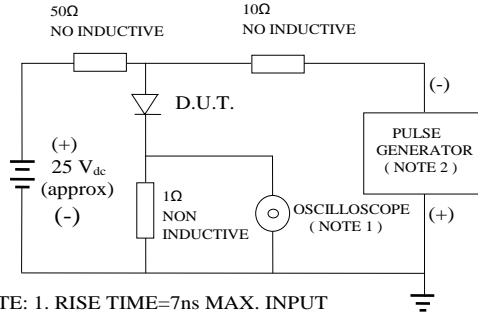 50Ω
NO INDUCTIVE
10Ω
NO INDUCTIVE
(-)
D.U.T.
(+)
25 Vdc
(approx)
(-)
PULSE
GENERATOR
( NOTE 2 )
1Ω
NON
INDUCTIVE
OSCILLOSCOPE
( NOTE 1 )
(+)
TE: 1. RISE TIME=7ns MAX. INPUT